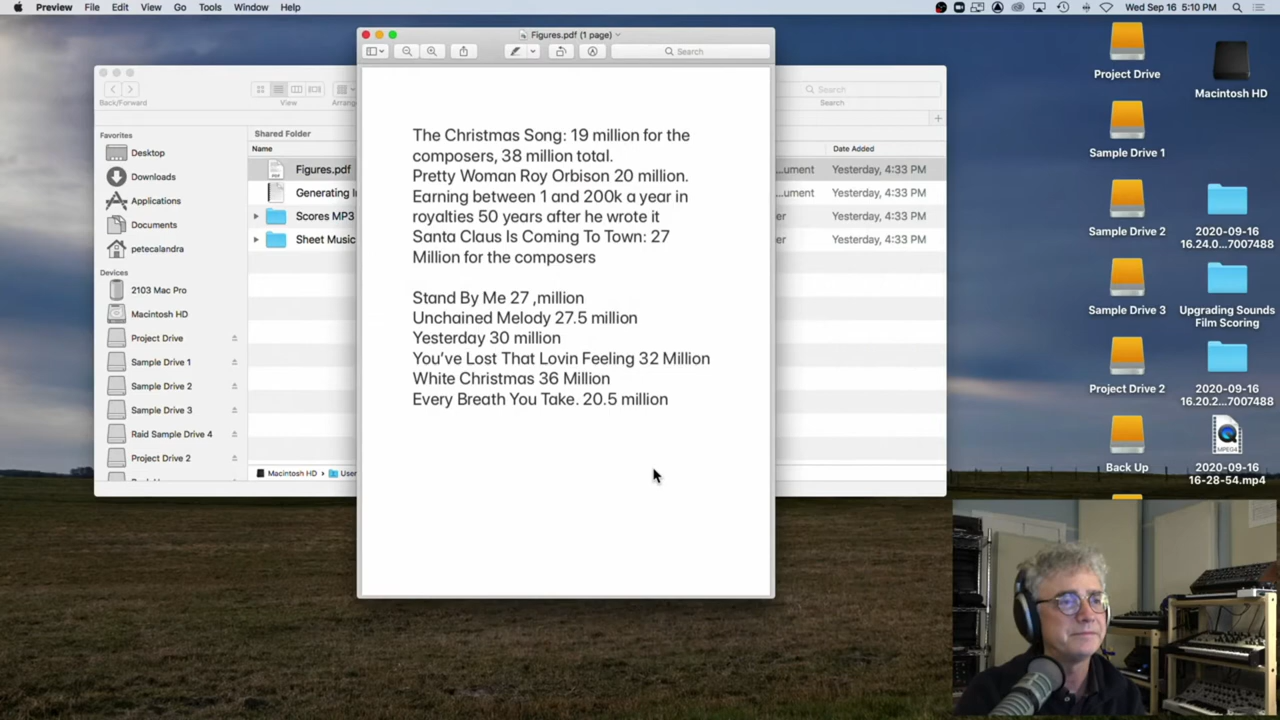 Preview File Edit View Go Tools Window Help Wed Sep 16 5:10 PM
Figures.pdf (1 page)
Search
Back/Forward
View
Search
Favorites
Desktop
Downloads
Applications
Documents
petecalandra
Devices
2103 Mac Pro
Macintosh HD
Project Drive
Sample Drive 1
Sample Drive 2
Sample Drive 3
Raid Sample Drive 4
Project Drive 2
Shared Folder
Name
Figures.pdf
PDF
Scores MP3
Sheet Music
Macintosh HD
The Christmas Song: 19 million for the
composers, 38 million total.
Pretty Woman Roy Orbison 20 million.
Earning between 1 and 200k a year in
royalties 50 years after he wrote it
Santa Claus Is Coming To Town: 27
Million for the composers
Stand By Me 27 ,million
Unchained Melody 27.5 million
Yesterday 30 million
You’ve Lost That Lovin Feeling 32 Million
White Christmas 36 Million
Every Breath You Take. 20.5 million
Date Added
...ument Yesterday, 4:33 PM
...ument Yesterday, 4:33 PM
Yesterday, 4:33 PM
Yesterday, 4:33 PM
Project Drive
Sample Drive 1
Sample Drive 2
Sample Drive 3
Project Drive 2
Back Up
Macintosh HD
2020-09-16
16.24.0...7007488
Upgrading Sounds
Film Scoring
2020-09-16
16.20.2...7007488
MPEG4
2020-09-16
16-28-54.mp4